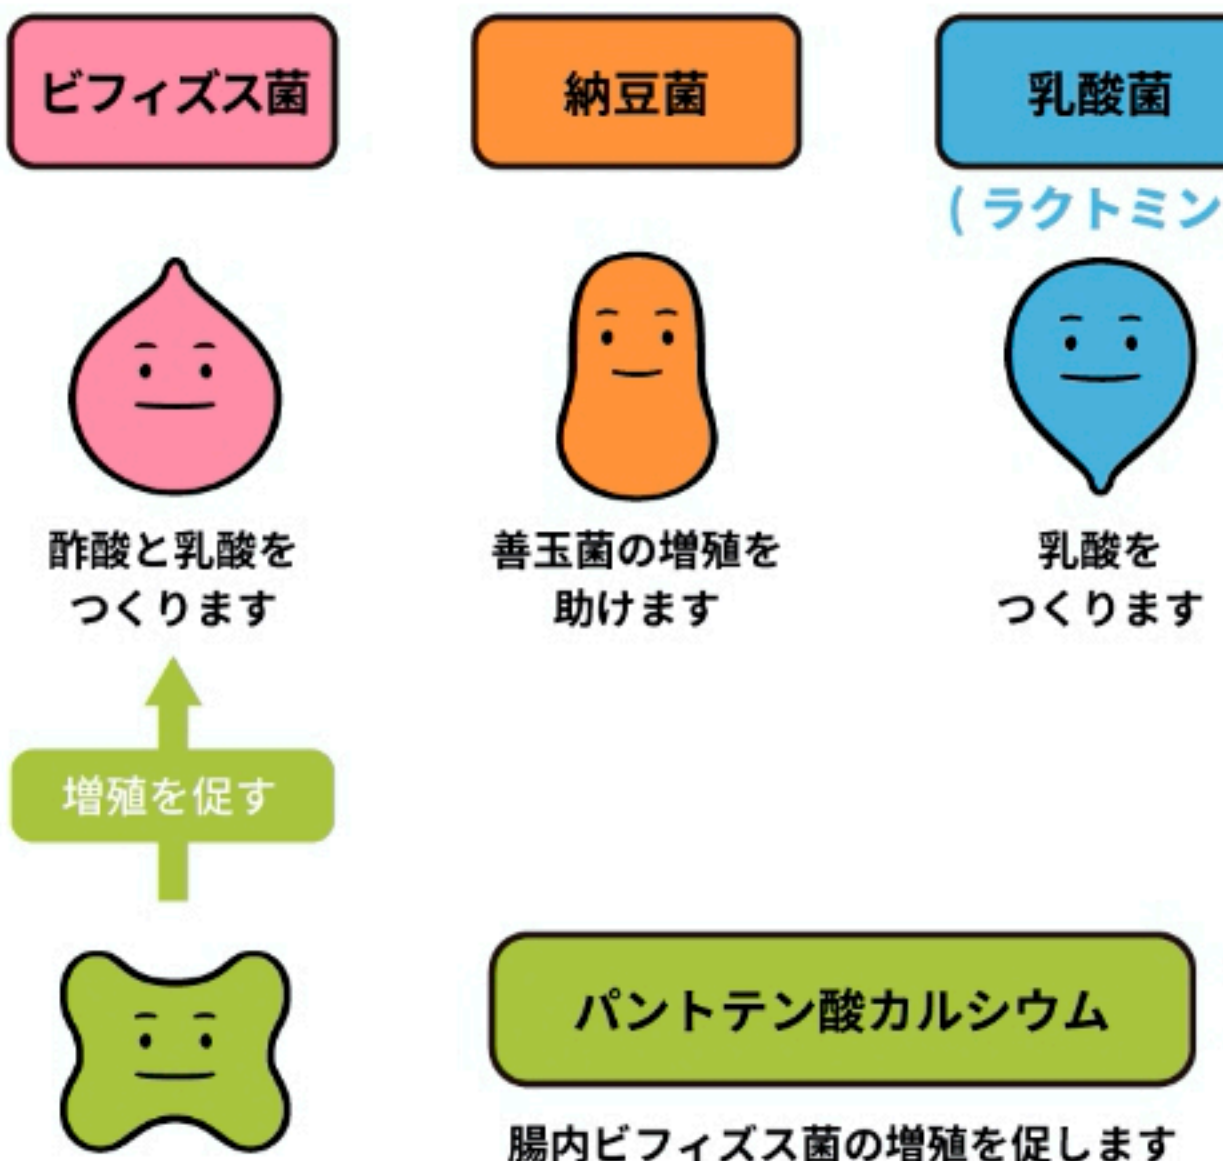 ビフィズス菌
納豆菌
乳酸菌
(ラクトミン
酢酸と乳酸を
つくります
善玉菌の増殖を
助けます
乳酸を
つくります
増殖を促す
パントテン酸カルシウム
腸内ビフィズス菌の増殖を促します